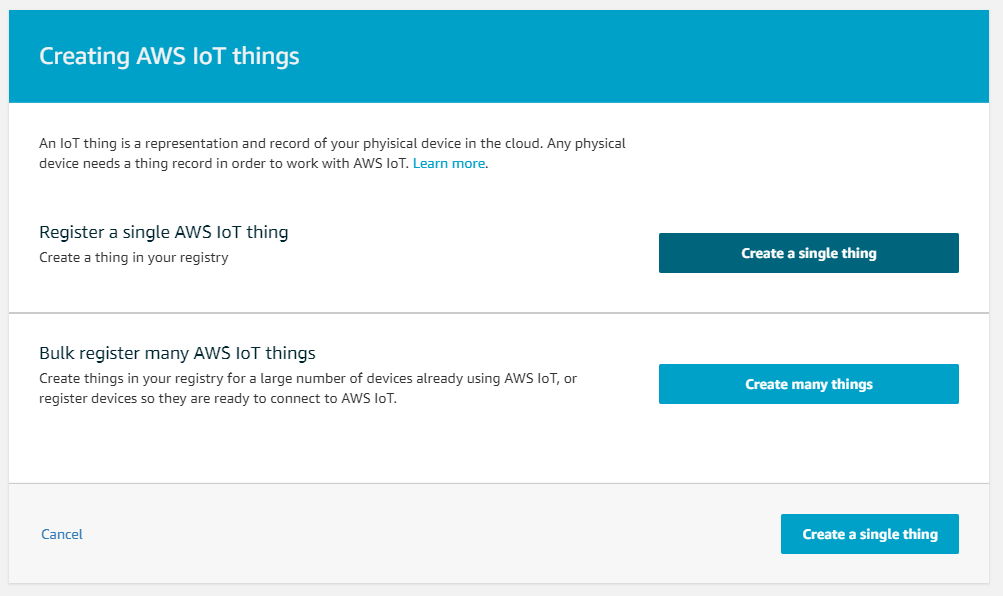 Creating AWS IoT things
An IoT thing is a representation and record of your phyisical device in the cloud. Any physical
device needs a thing record in order to work with AWS IoT. Learn more.
Register a single AWS IoT thing
Create a thing in your registry
Create a single thing
Bulk register many AWS IoT things
Create things in your registry for a large number of devices already using AWS IoT, or
register devices so they are ready to connect to AWS IoT.
Create many things
Cancel
Create a single thing